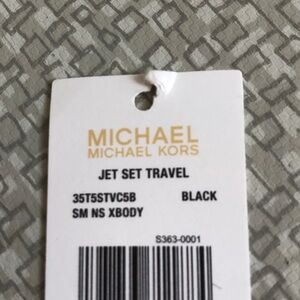 MICHAEL
MICHAEL KORS
JET SET TRAVEL
35T5STVC5B BLACK
SM NS XBODY
S363-0001